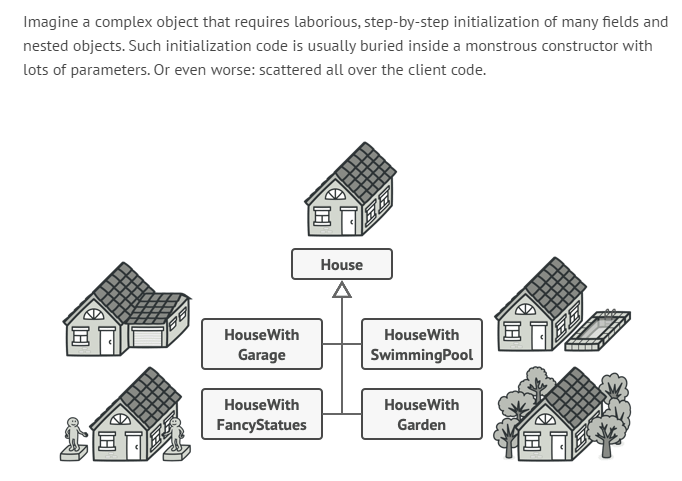 Imagine a complex object that requires laborious, step-by-step initialization of many fields and
nested objects. Such initialization code is usually buried inside a monstrous constructor with
lots of parameters. Or even worse: scattered all over the client code.
House
HouseWith
Garage
HouseWith
SwimmingPool
HouseWith
FancyStatues
HouseWith
Garden